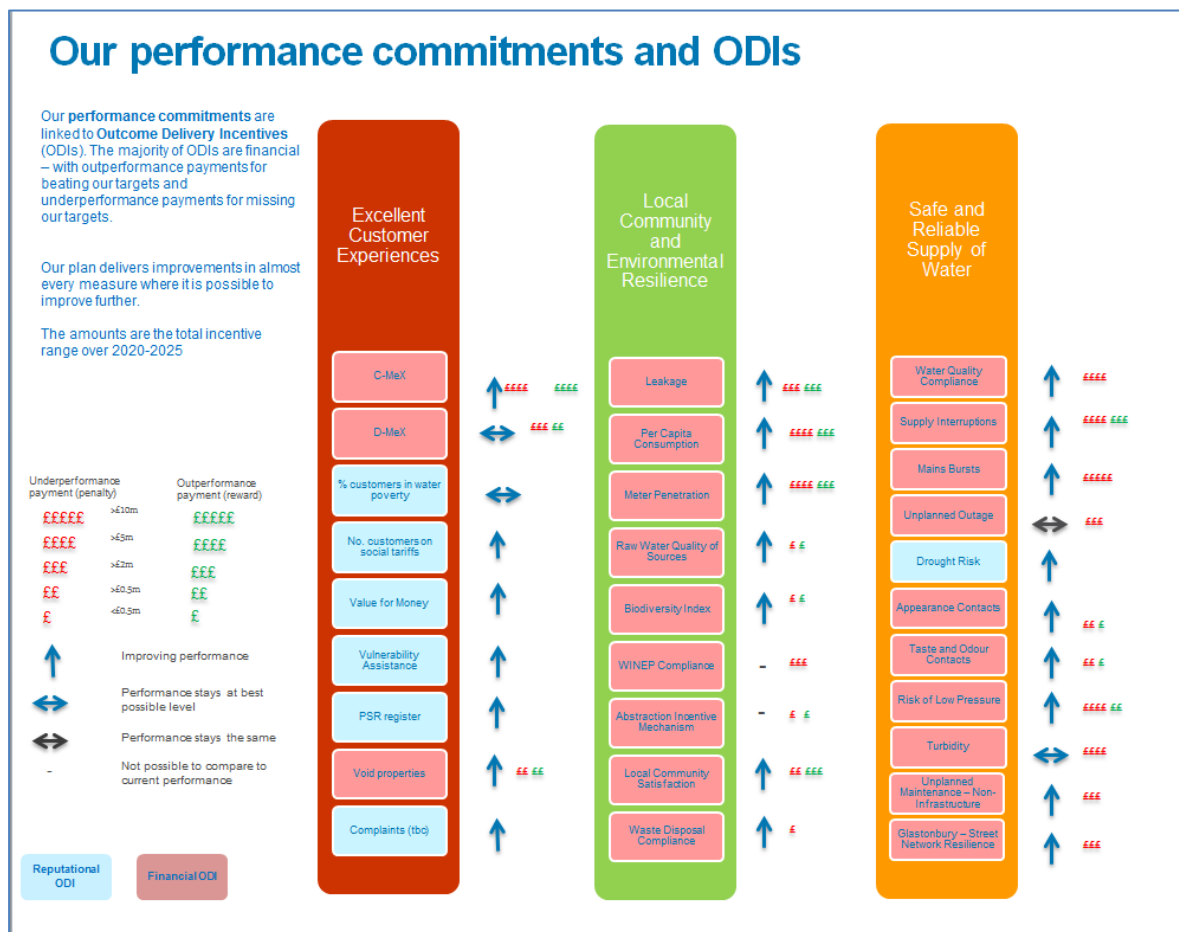 Our performance commitments and ODIs
Our performance commitments are
linked to Outcome Delivery Incentives
(ODIs). The majority of ODIs are financial
– with outperformance payments for
beating our targets and
underperformance payments for missing
our targets.
Our plan delivers improvements in almost
every measure where it is possible to
improve further.
The amounts are the total incentive
range over 2020-2025
Underperformance
payment (penalty)
Outperformance
payment (reward)
£££££ >£10m £££££
££££ >£5m ££££
£££ >£2m £££
££ >£0.5m ££
£ <£0.5m £
Improving performance
Performance stays at best
possible level
Performance stays the same
- Not possible to compare to
current performance
Reputational
ODI
Financial ODI
Excellent
Customer
Experiences
C-MeX
££££ ££££
D-MeX
£££ ££
% customers in water
poverty
No. customers on
social tariffs
Value for Money
Vulnerability
Assistance
PSR register
Void properties
££ ££
Complaints (tbc)
Local
Community
and
Environmental
Resilience
Leakage
£££ £££
Per Capita
Consumption
££££ £££
Meter Penetration
££££ £££
Raw Water Quality of
Sources
£ £
Biodiversity Index
£ £
WINEP Compliance
- £££
Abstraction Incentive
Mechanism
- £ £
Local Community
Satisfaction
££ £££
Waste Disposal
Compliance
£
Safe and
Reliable
Supply of
Water
Water Quality
Compliance
££££
Supply Interruptions
££££ £££
Mains Bursts
£££££
Unplanned Outage
£££
Drought Risk
Appearance Contacts
££ £
Taste and Odour
Contacts
££ £
Risk of Low Pressure
££££ ££
Turbidity
££££
Unplanned
Maintenance – Non-
Infrastructure
£££
Glastonbury – Street
Network Resilience
£££